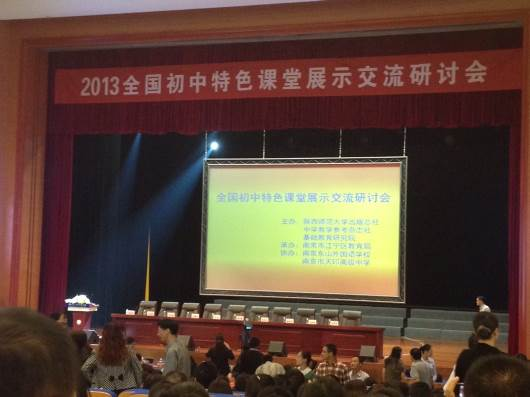 2013全国初中特色课堂展示交流研讨会
全国初中特色课堂展示交流研讨会
主办：陕西师范大学出版总社
中学数学教学参考杂志社
基础教育研究院
承办：南京市江宁区教育局
协办：南京东山外国语学校
南京市天印高级中学